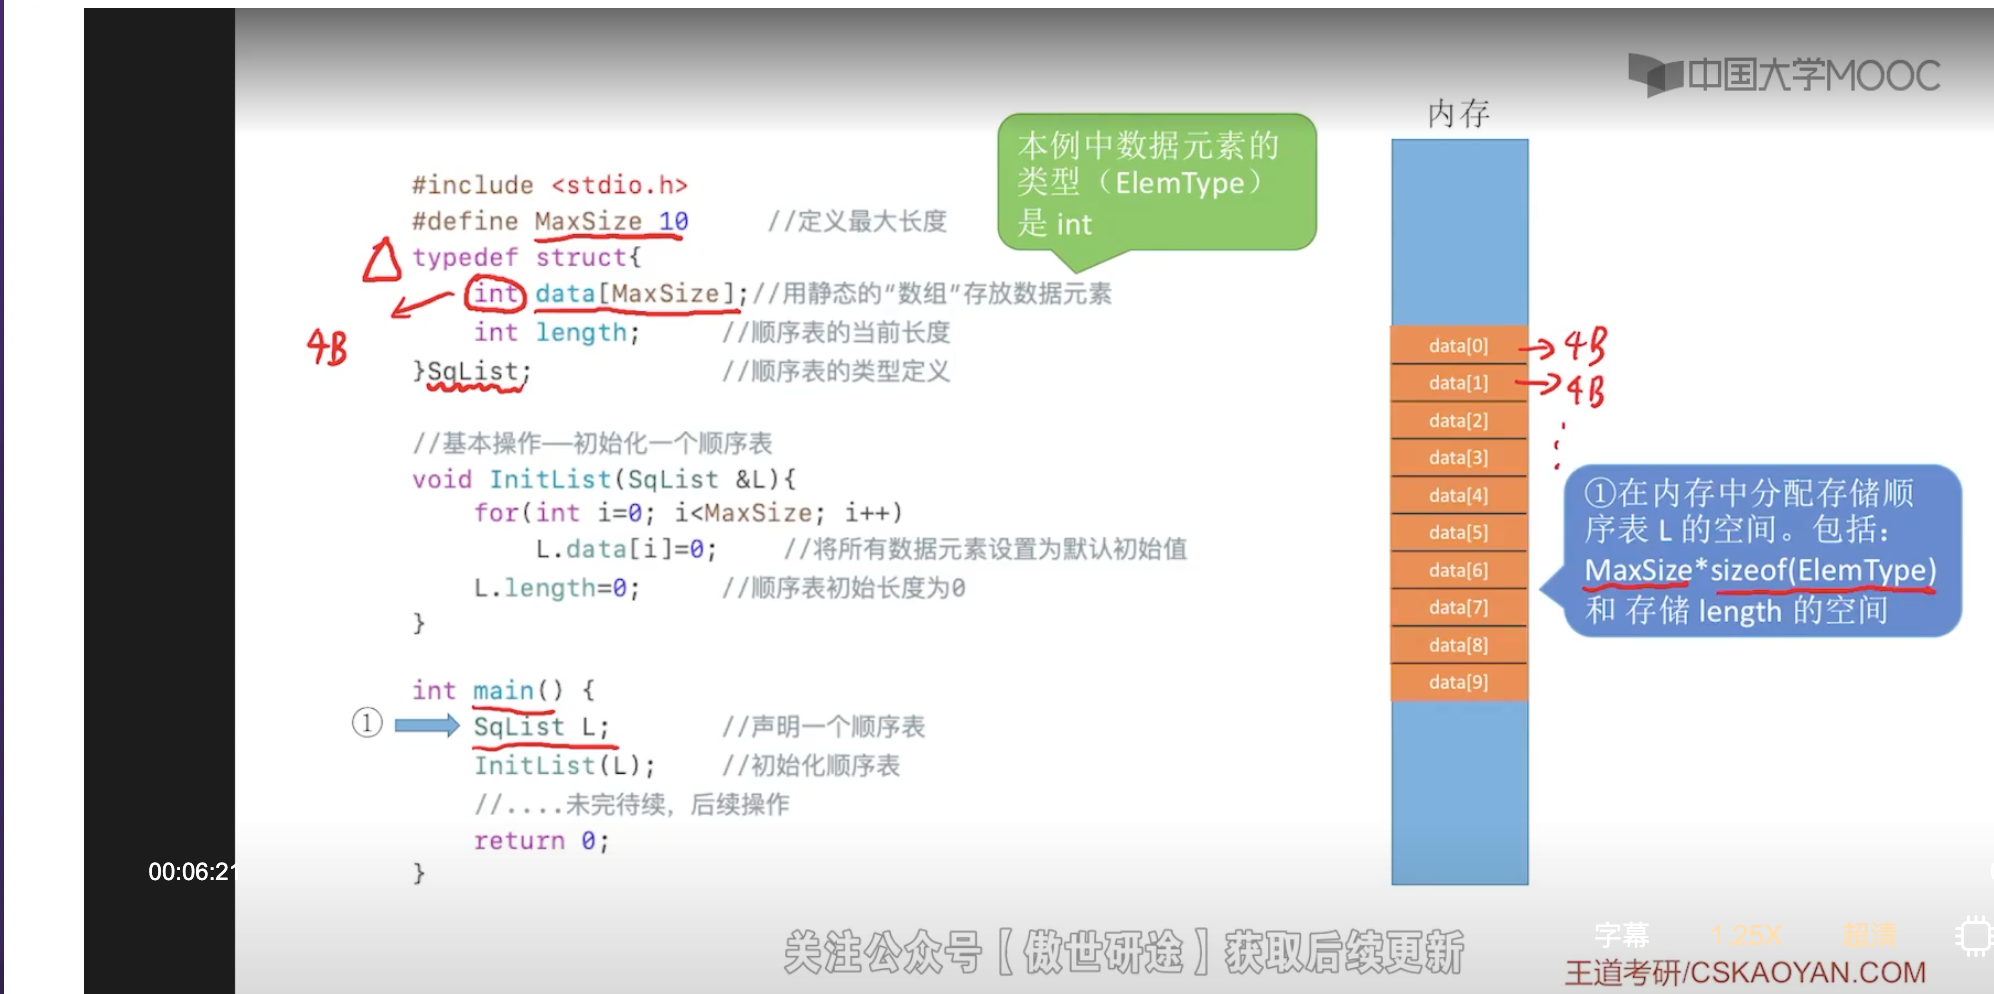 中国大学MOOC
内存
本例中数据元素的
类型（ElemType）
是 int
#include <stdio.h>
#define MaxSize 10 //定义最大长度
typedef struct{
int data[MaxSize];//用静态的“数组”存放数据元素
int length; //顺序表的当前长度
}SqList; //顺序表的类型定义
4B
//基本操作—初始化一个顺序表
void InitList(SqList &L){
for(int i=0; i<MaxSize; i++)
L.data[i]=0; //将所有数据元素设置为默认初始值
L.length=0; //顺序表初始长度为0
}
int main() {
① SqList L; //声明一个顺序表
InitList(L); //初始化顺序表
//....未完待续，后续操作
return 0;
}
data[0] 4B
data[1] 4B
data[2]
data[3]
data[4]
data[5]
data[6]
data[7]
data[8]
data[9]
①在内存中分配存储顺
序表 L 的空间。包括：
MaxSize*sizeof(ElemType)
和 存储 length 的空间
00:06:21
关注公众号【傲世研途】获取后续更新
字幕 1.25X 超清
王道考研/CSKAOYAN.COM